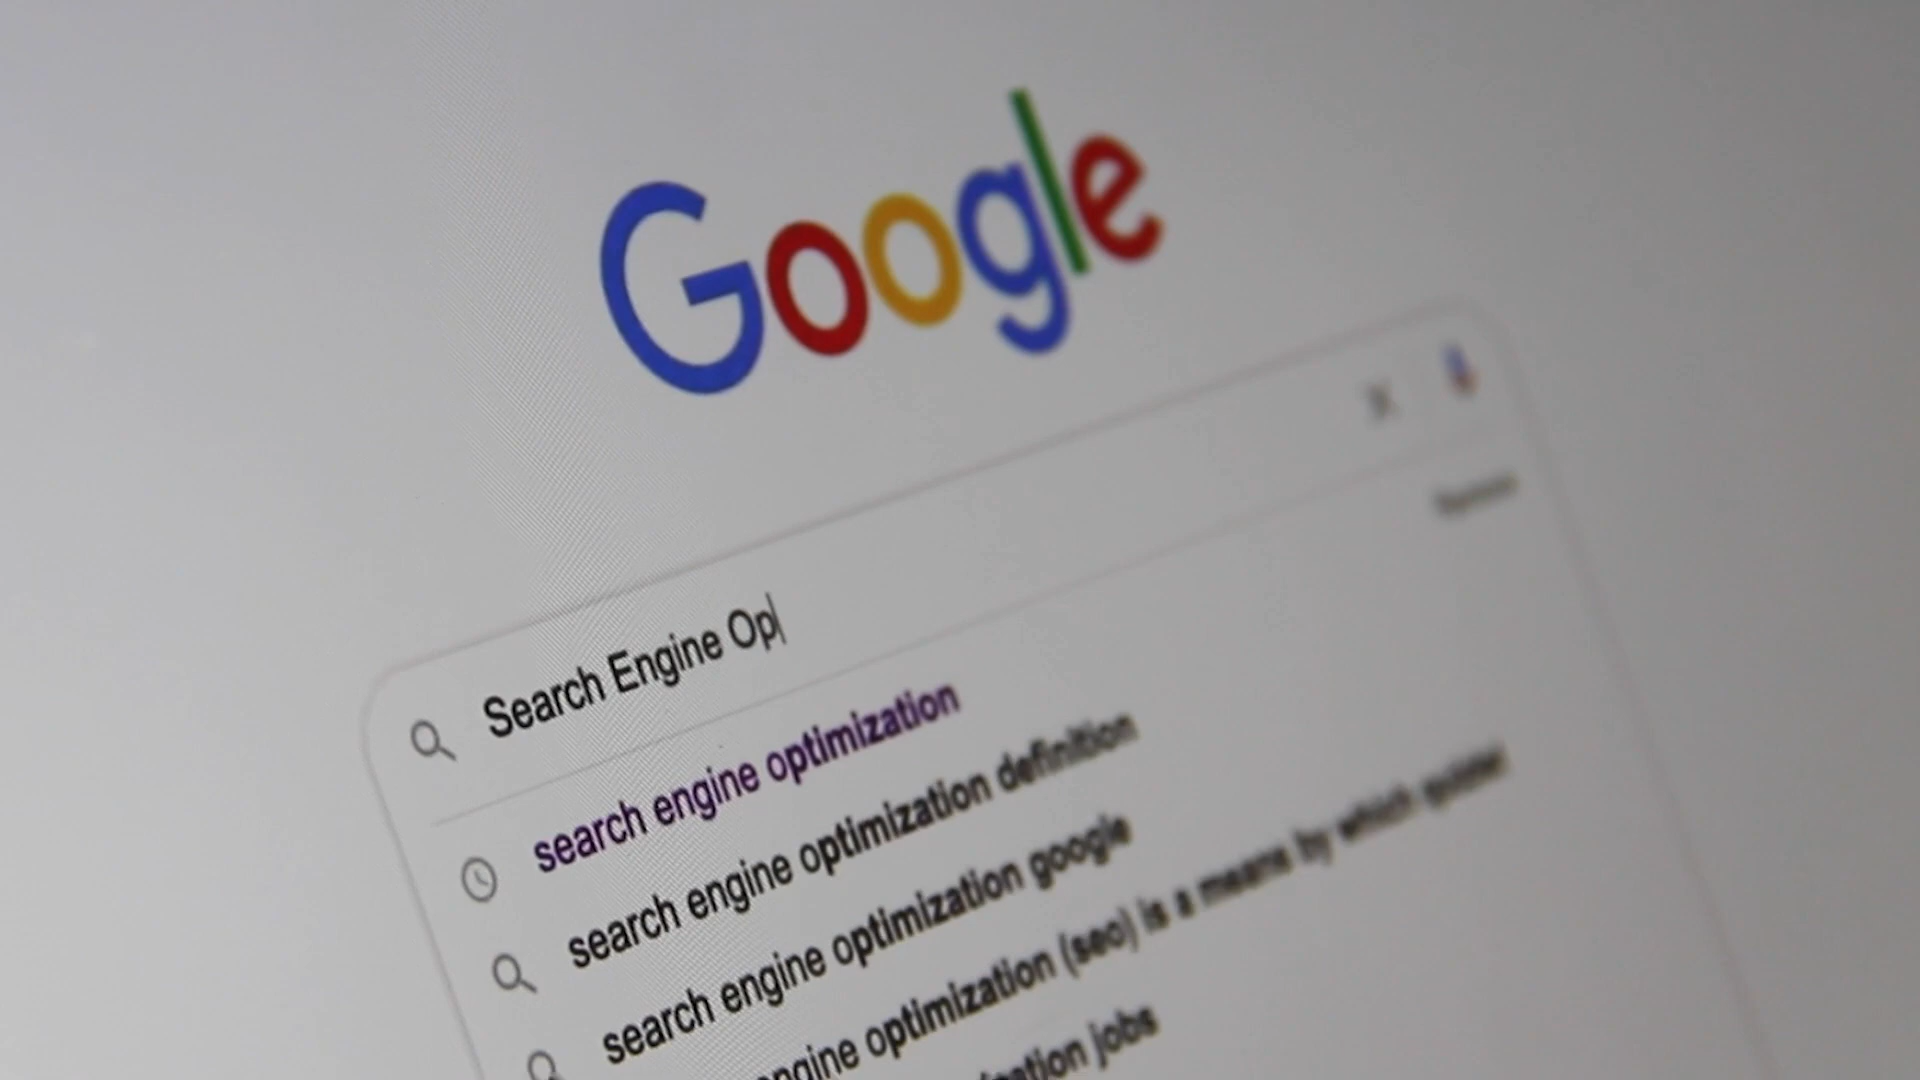 Google
Search Engine Op
Remove
search engine optimization
search engine optimization definition
search engine optimization google
engine optimization (seo) is a means by which
jobs